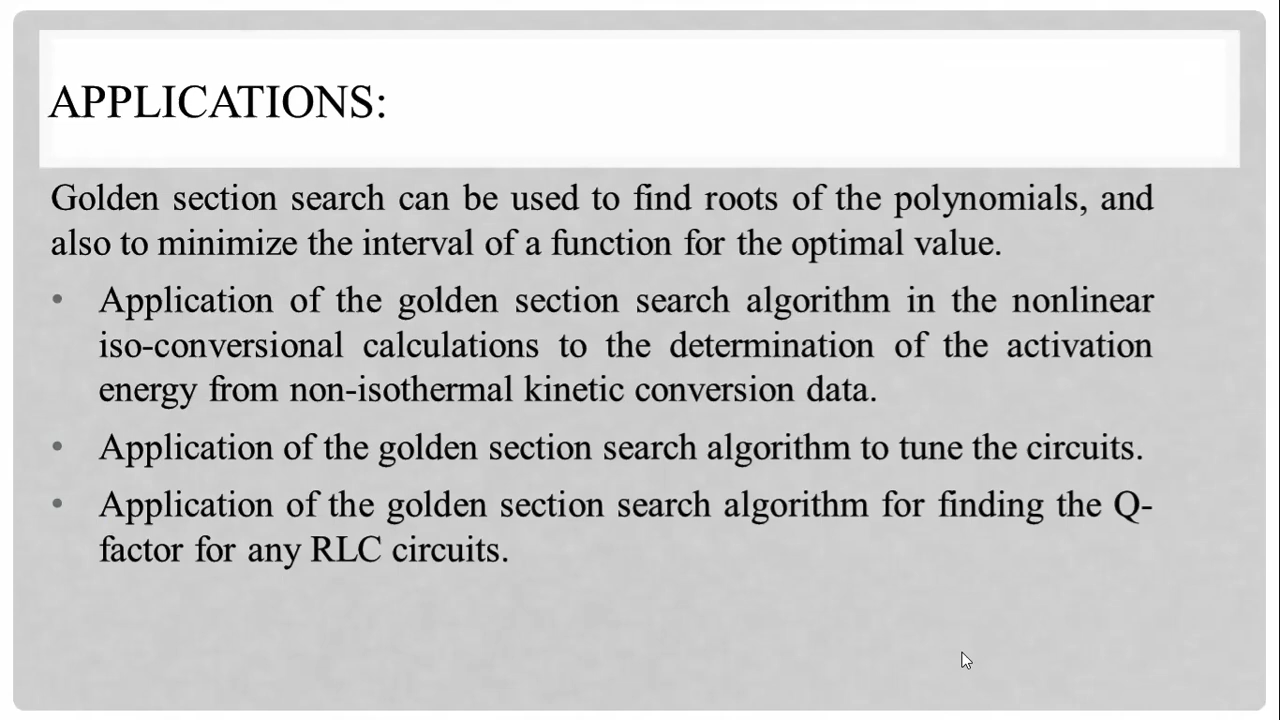 APPLICATIONS:
Golden section search can be used to find roots of the polynomials, and
also to minimize the interval of a function for the optimal value.
• Application of the golden section search algorithm in the nonlinear
iso-conversional calculations to the determination of the activation
energy from non-isothermal kinetic conversion data.
• Application of the golden section search algorithm to tune the circuits.
• Application of the golden section search algorithm for finding the Q-
factor for any RLC circuits.